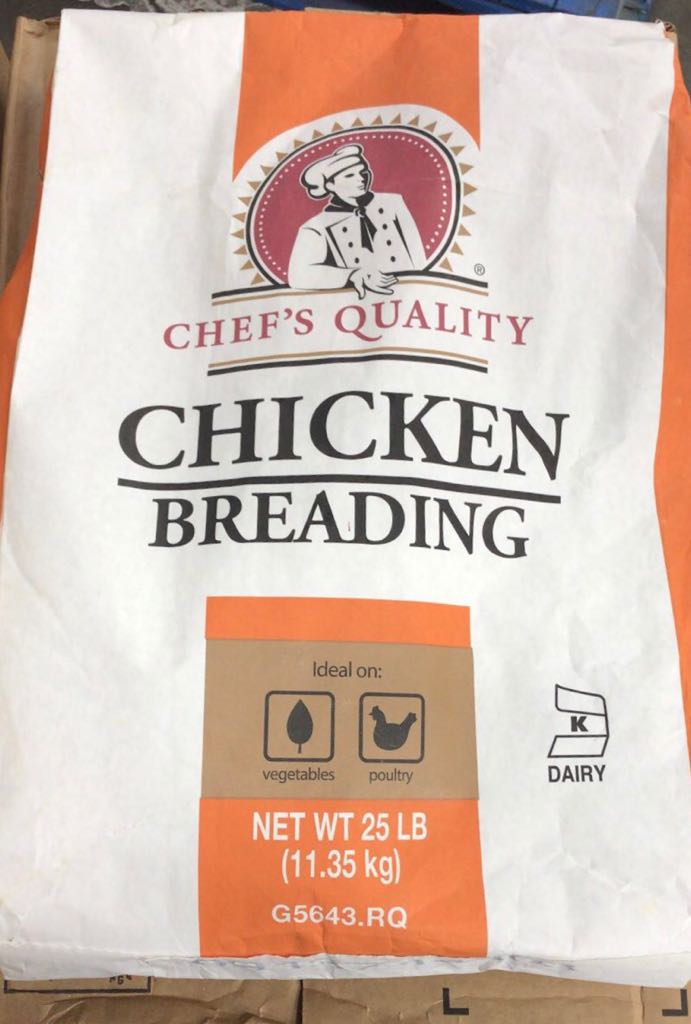 ®
CHEF'S QUALITY
CHICKEN
BREADING
Ideal on:
vegetables poultry
K
DAIRY
NET WT 25 LB
(11.35 kg)
G5643.RQ